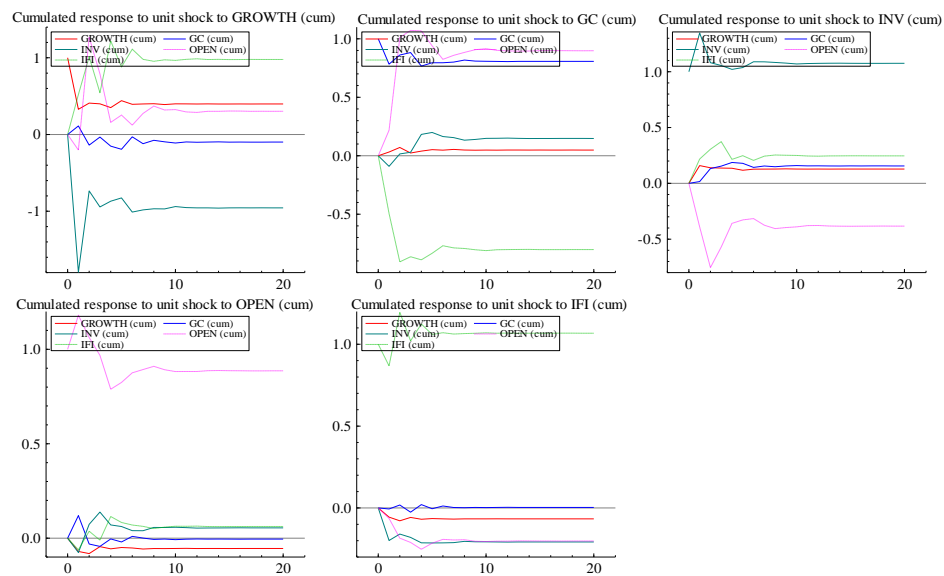 Cumulated response to unit shock to GROWTH (cum)
GROWTH (cum) GC (cum)
INV (cum) OPEN (cum)
IFI (cum)
1
0
-1
0 10 20
Cumulated response to unit shock to GC (cum)
GROWTH (cum) GC (cum)
INV (cum) OPEN (cum)
IFI (cum)
1.0
0.5
0.0
-0.5
0 10 20
Cumulated response to unit shock to INV (cum)
GROWTH (cum) GC (cum)
INV (cum) OPEN (cum)
IFI (cum)
1.0
0.5
0.0
-0.5
0 10 20
Cumulated response to unit shock to OPEN (cum)
GROWTH (cum) GC (cum)
INV (cum) OPEN (cum)
IFI (cum)
1.0
0.5
0.0
0 10 20
Cumulated response to unit shock to IFI (cum)
GROWTH (cum) GC (cum)
INV (cum) OPEN (cum)
IFI (cum)
1.0
0.5
0.0
0 10 20